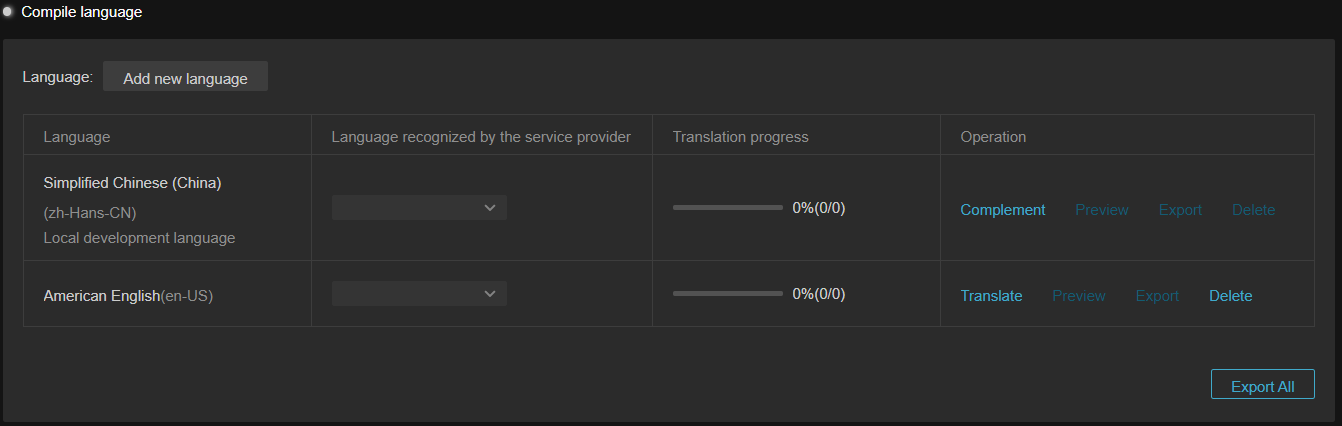 Compile language
Language: Add new language
Language Language recognized by the service provider Translation progress Operation
Simplified Chinese (China)
(zh-Hans-CN)
Local development language
0%(0/0) Complement Preview Export Delete
American English(en-US) 0%(0/0) Translate Preview Export Delete
Export All